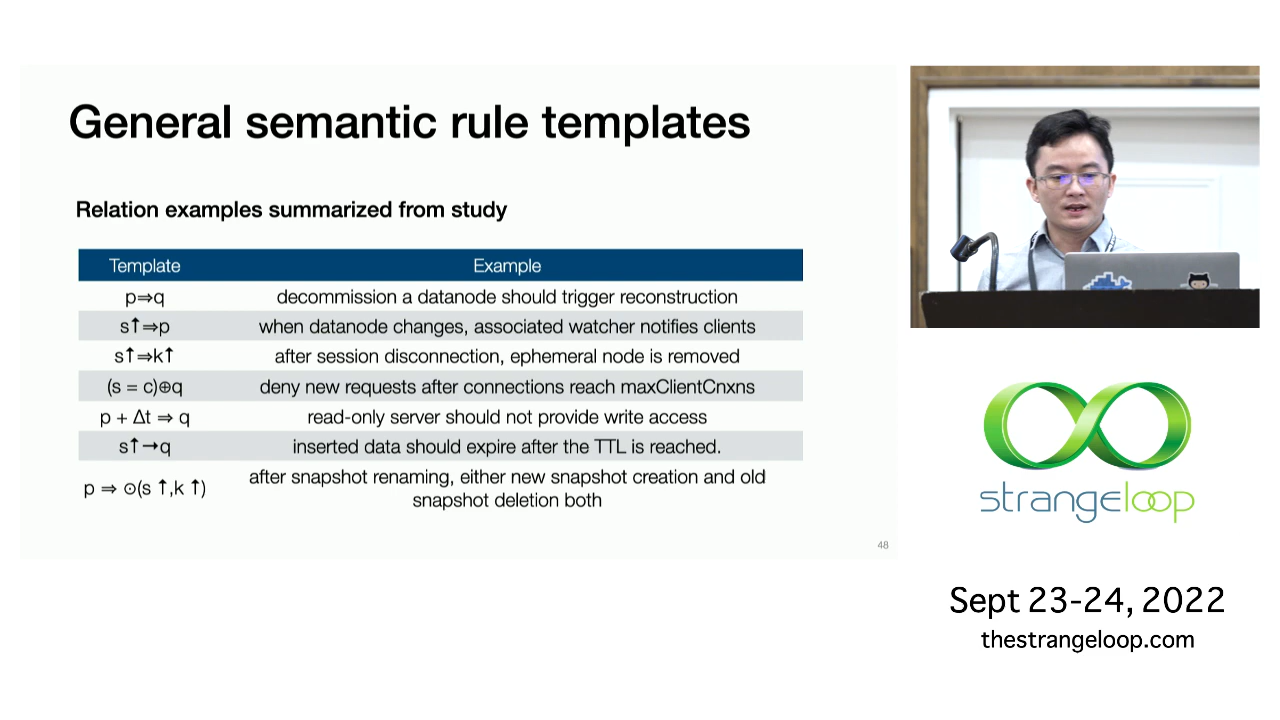 General semantic rule templates
Relation examples summarized from study
Template Example
p⇒q decommission a datanode should trigger reconstruction
s↑⇒p when datanode changes, associated watcher notifies clients
s↑⇒k↑ after session disconnection, ephemeral node is removed
(s = c)⊕q deny new requests after connections reach maxClientCnxns
p + Δt ⇒ q read-only server should not provide write access
s↑→q inserted data should expire after the TTL is reached.
p ⇒ ⊙(s ↑,k ↑) after snapshot renaming, either new snapshot creation and old
snapshot deletion both
48
strangeloop
Sept 23-24, 2022
thestrangeloop.com